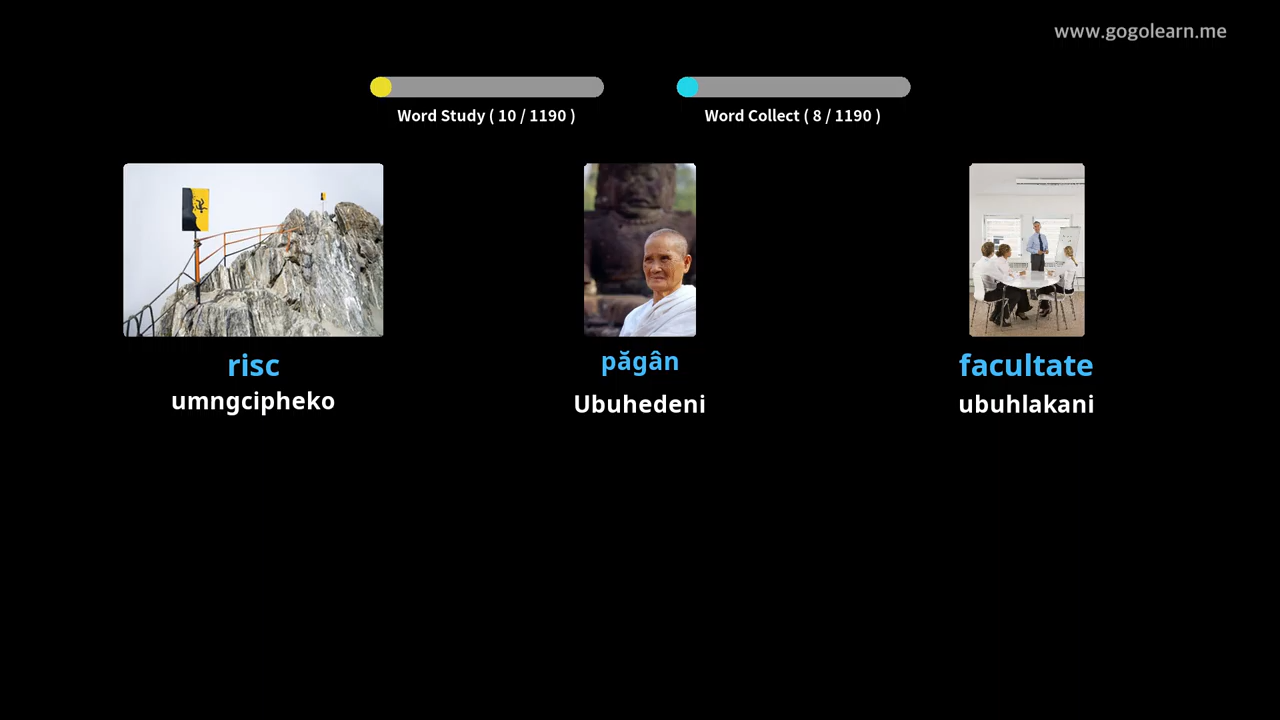 www.gogolearn.me
Word Study ( 10 / 1190 )
Word Collect ( 8 / 1190 )
risc
umngcipheko
păgân
Ubuhedeni
facultate
ubuhlakani